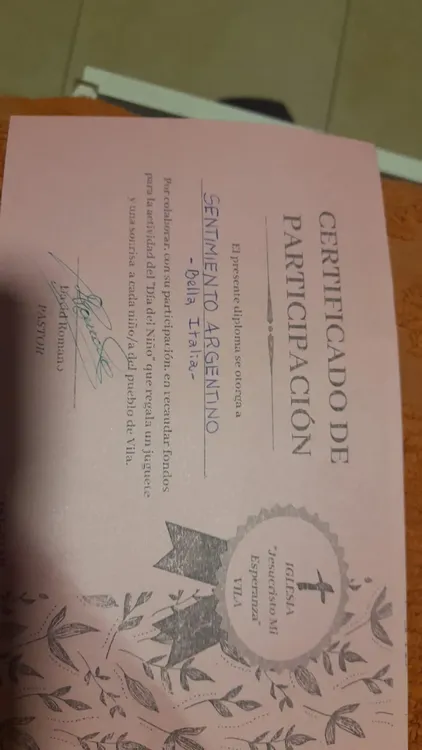 CERTIFICADO DE
PARTICIPACIÓN
El presente diploma se otorga a
SENTIMIENTO ARGENTINO
- Bella Italia -
Por colaborar, con su participación, en recaudar fondos
para la actividad del "Día del Niño" que regala un juguete
y una sonrisa a cada niño/a del pueblo de Vila.
David Romano
PASTOR
IGLESIA
"Jesucristo Mi
Esperanza"
VILA